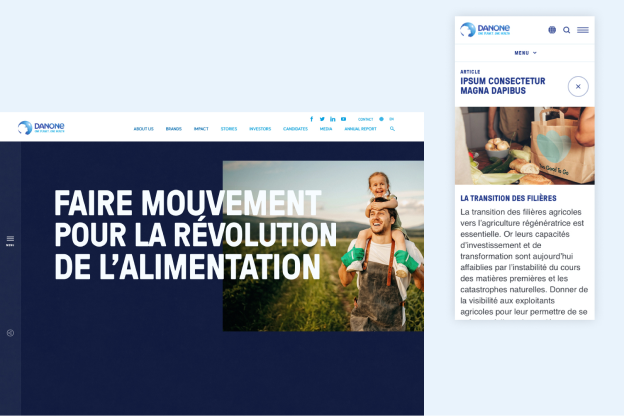 DANONE
ONE PLANET. ONE HEALTH
CONTACT
EN
ABOUT US BRANDS IMPACT STORIES INVESTORS CANDIDATES MEDIA ANNUAL REPORT
MENU
FAIRE MOUVEMENT
POUR LA RÉVOLUTION
DE L’ALIMENTATION
DANONE
ONE PLANET. ONE HEALTH
MENU
ARTICLE
IPSUM CONSECTETUR
MAGNA DAPIBUS
Good To Go
LA TRANSITION DES FILIÈRES
La transition des filières agricoles
vers l’agriculture régénératrice est
essentielle. Or leurs capacités
d’investissement et de
transformation sont aujourd’hui
affaiblies par l’instabilité du cours
des matières premières et les
catastrophes naturelles. Donner de
la visibilité aux exploitants
agricoles pour leur permettre de se